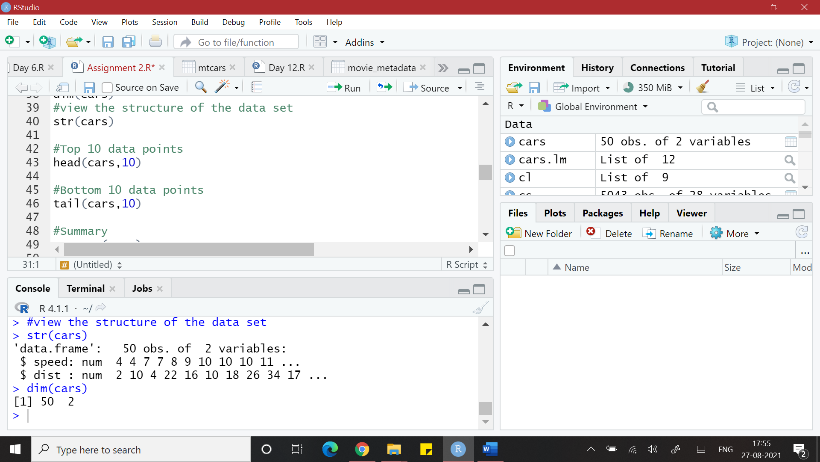 RStudio
File Edit Code View Plots Session Build Debug Profile Tools Help
Go to file/function Addins Project: (None)
Day 6.R Assignment 2.R* mtcars Day 12.R movie_metadata
Source on Save Run Source
39 #view the structure of the data set
40 str(cars)
41
42 #Top 10 data points
43 head(cars,10)
44
45 #Bottom 10 data points
46 tail(cars,10)
47
48 #Summary
49
31:1 (Untitled) R Script
Console Terminal Jobs
R 4.1.1 · ~/
> #view the structure of the data set
> str(cars)
'data.frame': 50 obs. of 2 variables:
$ speed: num 4 4 7 7 8 9 10 10 10 11 ...
$ dist : num 2 10 4 22 16 10 18 26 34 17 ...
> dim(cars)
[1] 50 2
>
Environment History Connections Tutorial
Import 350 MiB List
R Global Environment
Data
cars 50 obs. of 2 variables
cars.lm List of 12
cl List of 9
Files Plots Packages Help Viewer
New Folder Delete Rename More
...
Name Size Mod
Type here to search
ENG
17:55
27-08-2021
2